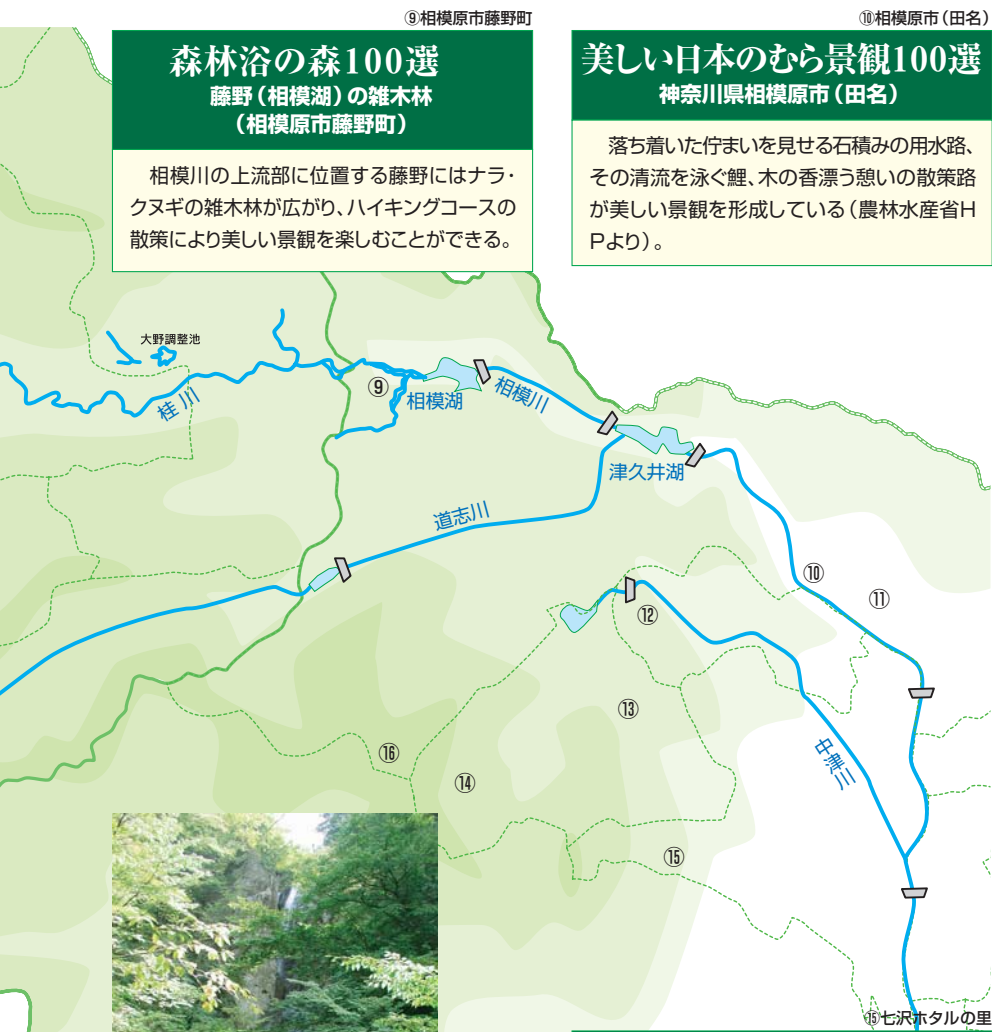 ⑨相模原市藤野町
森林浴の森100選
藤野(相模湖)の雑木林
(相模原市藤野町)
相模川の上流部に位置する藤野にはナラ・
クヌギの雑木林が広がり、ハイキングコースの
散策により美しい景観を楽しむことができる。
⑩相模原市(田名)
美しい日本のむら景観100選
神奈川県相模原市(田名)
落ち着いた佇まいを見せる石積みの用水路、
その清流を泳ぐ鯉、木の香漂う憩いの散策路
が美しい景観を形成している(農林水産省H
Pより)。
大野調整池
桂川
⑨
相模湖
相模川
津久井湖
道志川
⑩
⑪
⑫
⑬
中津川
⑯
⑭
⑮
⑮七沢ホタルの里